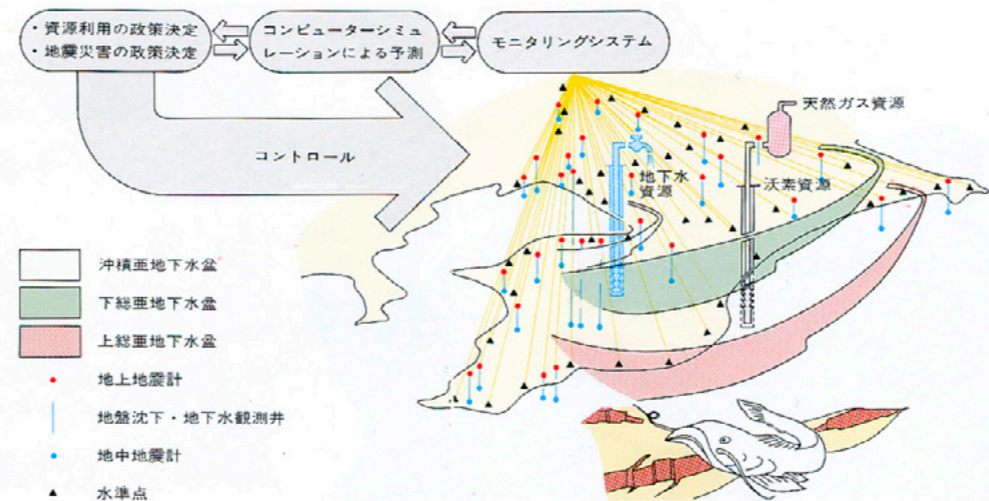 ・資源利用の政策決定
・地震災害の政策決定
コンピューターシミュ
レーションによる予測
モニタリングシステム
コントロール
天然ガス資源
地下水
資源
沃素資源
沖積亜地下水盆
下総亜地下水盆
上総亜地下水盆
地上地震計
地盤沈下・地下水観測井
地中地震計
水準点